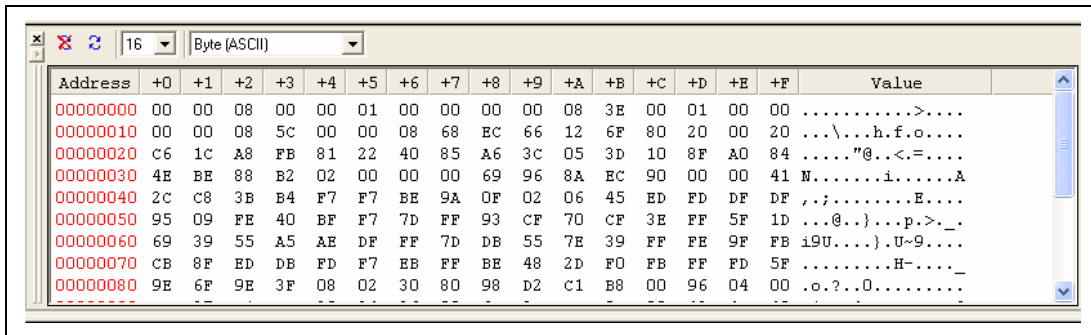 16 Byte (ASCII)
Address +0 +1 +2 +3 +4 +5 +6 +7 +8 +9 +A +B +C +D +E +F Value
00000000 00 00 08 00 00 01 00 00 00 00 08 3E 00 01 00 00 ...........>....
00000010 00 00 08 5C 00 00 08 68 EC 66 12 6F 80 20 00 20 ...\...h.f.o. . 
00000020 C6 1C A8 FB 81 22 40 85 A6 3C 05 3D 10 8F A0 84 ....."@..<.=....
00000030 4E BE 88 B2 02 00 00 00 69 96 8A EC 90 00 00 41 N.......i......A
00000040 2C C8 3B B4 F7 F7 BE 9A 0F 02 06 45 ED FD DF DF ,.;........E....
00000050 95 09 FE 40 BF F7 7D FF 93 CF 70 CF 3E FF 5F 1D ...@..}...p.>._.
00000060 69 39 55 A5 AE DF FF 7D DB 55 7E 39 FF FE 9F FB i9U....}.U~9....
00000070 CB 8F ED DB FD F7 EB FF BE 48 2D F0 FB FF FD 5F .........H-...._
00000080 9E 6F 9E 3F 08 02 30 80 98 D2 C1 B8 00 96 04 00 .o.?..0.........